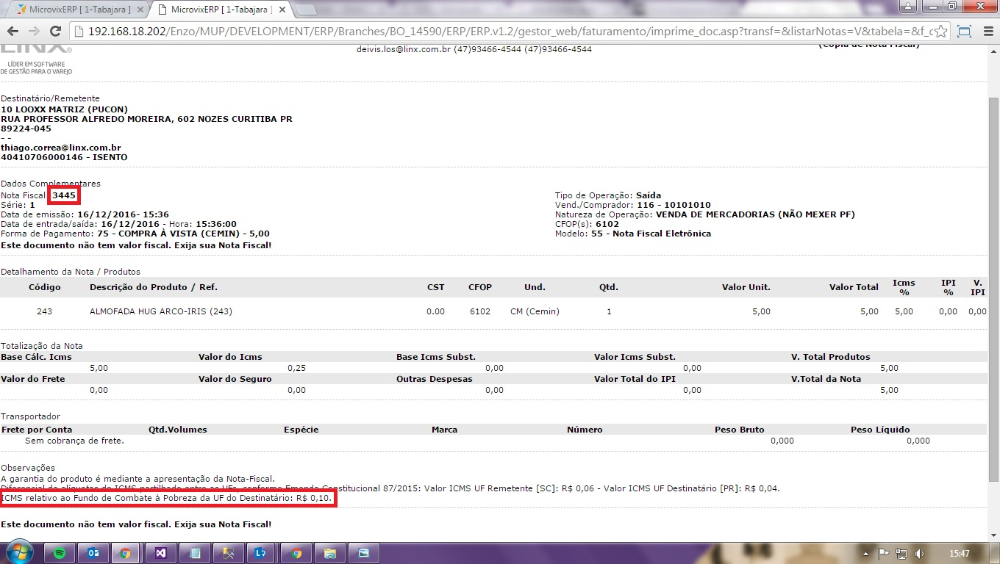 MicrovixERP [ 1-Tabajara ]
MicrovixERP [ 1-Tabajara ]
192.168.18.202/Enzo/MUP/DEVELOPMENT/ERP/Branches/BO_14590/ERP/ERP.v1.2/gestor_web/faturamento/imprime_doc.asp?transf=&listarNotas=V&tabela=&f_c
LINX®
deivis.los@linx.com.br (47)93466-4544 (47)93466-4544
(Cópia de Nota Fiscal)
LÍDER EM SOFTWARE
DE GESTÃO PARA O VAREJO
Destinatário/Remetente
10 LOOXX MATRIZ (PUCON)
RUA PROFESSOR ALFREDO MOREIRA, 602 NOZES CURITIBA PR
89224-045
- -
thiago.correa@linx.com.br
40410706000146 - ISENTO
Dados Complementares
Nota Fiscal 3445 Tipo de Operação: Saída
Série: 1 Vend./Comprador: 116 - 10101010
Data de emissão: 16/12/2016- 15:36 Natureza de Operação: VENDA DE MERCADORIAS (NÃO MEXER PF)
Data de entrada/saída: 16/12/2016 - Hora: 15:36:00 CFOP(s): 6102
Forma de Pagamento: 75 - COMPRA À VISTA (CEMIN) - 5,00 Modelo: 55 - Nota Fiscal Eletrônica
Este documento não tem valor fiscal. Exija sua Nota Fiscal!
Detalhamento da Nota / Produtos
Código Descrição do Produto / Ref. CST CFOP Und. Qtd. Valor Unit. Valor Total Icms % IPI % V. IPI
243 ALMOFADA HUG ARCO-IRIS (243) 0.00 6102 CM (Cemin) 1 5,00 5,00 5,00 0,00 0,00
Totalização da Nota
Base Cálc. Icms Valor do Icms Base Icms Subst. Valor Icms Subst. V. Total Produtos
5,00 0,25 0,00 0,00 5,00
Valor do Frete Valor do Seguro Outras Despesas Valor Total do IPI V.Total da Nota
0,00 0,00 0,00 0,00 5,00
Transportador
Frete por Conta Qtd.Volumes Espécie Marca Número Peso Bruto Peso Líquido
Sem cobrança de frete. 0,000 0,000
Observações
A garantia do produto é mediante a apresentação da Nota-Fiscal.
Diferencial de alíquotas do ICMS partilhado entre as UFs, conforme Emenda Constitucional 87/2015: Valor ICMS UF Remetente [SC]: R$ 0,06 - Valor ICMS UF Destinatário [PR]: R$ 0,04.
ICMS relativo ao Fundo de Combate à Pobreza da UF do Destinatário: R$ 0,10.
Este documento não tem valor fiscal. Exija sua Nota Fiscal!
15:47